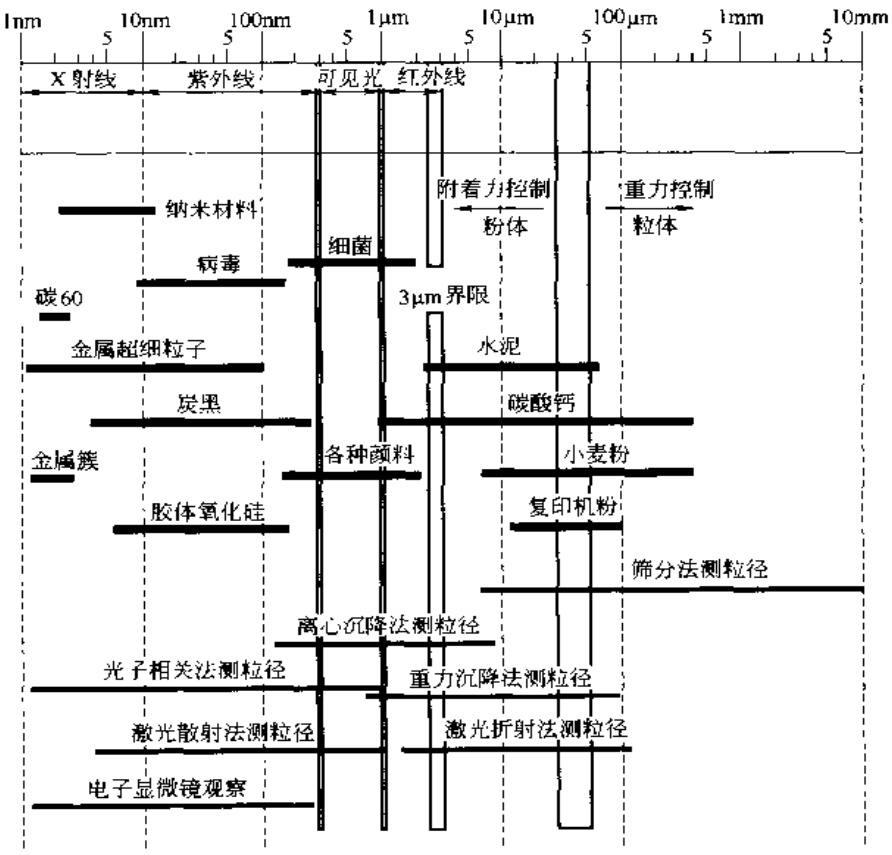 1nm 10nm 100nm 1μm 10μm 100μm 1mm 10mm
5 5 5 5 5 5 5
X射线 紫外线 可见光 红外线
附着力控制 重力控制
粉体 粒体
纳米材料
细菌
病毒
碳60
3μm界限
金属超细粒子
水泥
炭黑
碳酸钙
金属簇
各种颜料
小麦粉
胶体氧化硅
复印机粉
筛分法测粒径
离心沉降法测粒径
光子相关法测粒径
重力沉降法测粒径
激光散射法测粒径
激光折射法测粒径
电子显微镜观察